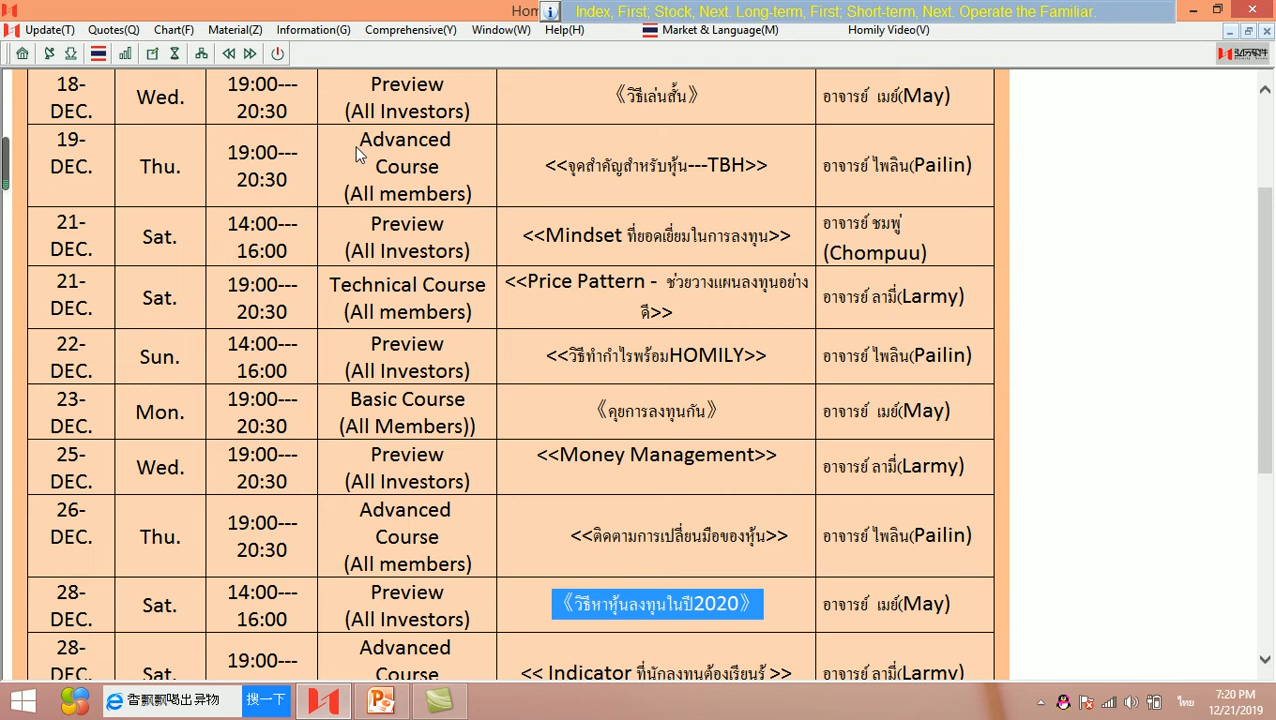 Hom
Index, First; Stock, Next. Long-term, First; Short-term, Next. Operate the Familiar.
Update(T) Quotes(Q) Chart(F) Material(Z) Information(G) Comprehensive(Y) Window(W) Help(H) Market & Language(M) Homily Video(V)
18-DEC. Wed. 19:00---20:30 Preview (All Investors) 《วิธีเล่นสั้น》 อาจารย์ เมย์(May)
19-DEC. Thu. 19:00---20:30 Advanced Course (All members) <<จุดสำคัญสำหรับหุ้น---TBH>> อาจารย์ ไพลิน(Pailin)
21-DEC. Sat. 14:00---16:00 Preview (All Investors) <<Mindset ที่ยอดเยี่ยมในการลงทุน>> อาจารย์ ชมพู่ (Chompuu)
21-DEC. Sat. 19:00---20:30 Technical Course (All members) <<Price Pattern - ช่วยวางแผนลงทุนอย่างดี>> อาจารย์ ลามี่(Larmy)
22-DEC. Sun. 14:00---16:00 Preview (All Investors) <<วิธีทำกำไรพร้อมHOMILY>> อาจารย์ ไพลิน(Pailin)
23-DEC. Mon. 19:00---20:30 Basic Course (All Members)) 《คุยการลงทุนกัน》 อาจารย์ เมย์(May)
25-DEC. Wed. 19:00---20:30 Preview (All Investors) <<Money Management>> อาจารย์ ลามี่(Larmy)
26-DEC. Thu. 19:00---20:30 Advanced Course (All members) <<ติดตามการเปลี่ยนมือของหุ้น>> อาจารย์ ไพลิน(Pailin)
28-DEC. Sat. 14:00---16:00 Preview (All Investors) 《วิธีหาหุ้นลงทุนในปี2020》 อาจารย์ เมย์(May)
28-DEC. Sat. 19:00--- Advanced Course << Indicator ที่นักลงทุนต้องเรียนรู้ >> อาจารย์ ลามี่(Larmy)
香飘飘喝出异物 搜一下 ไทย 7:20 PM
12/21/2019